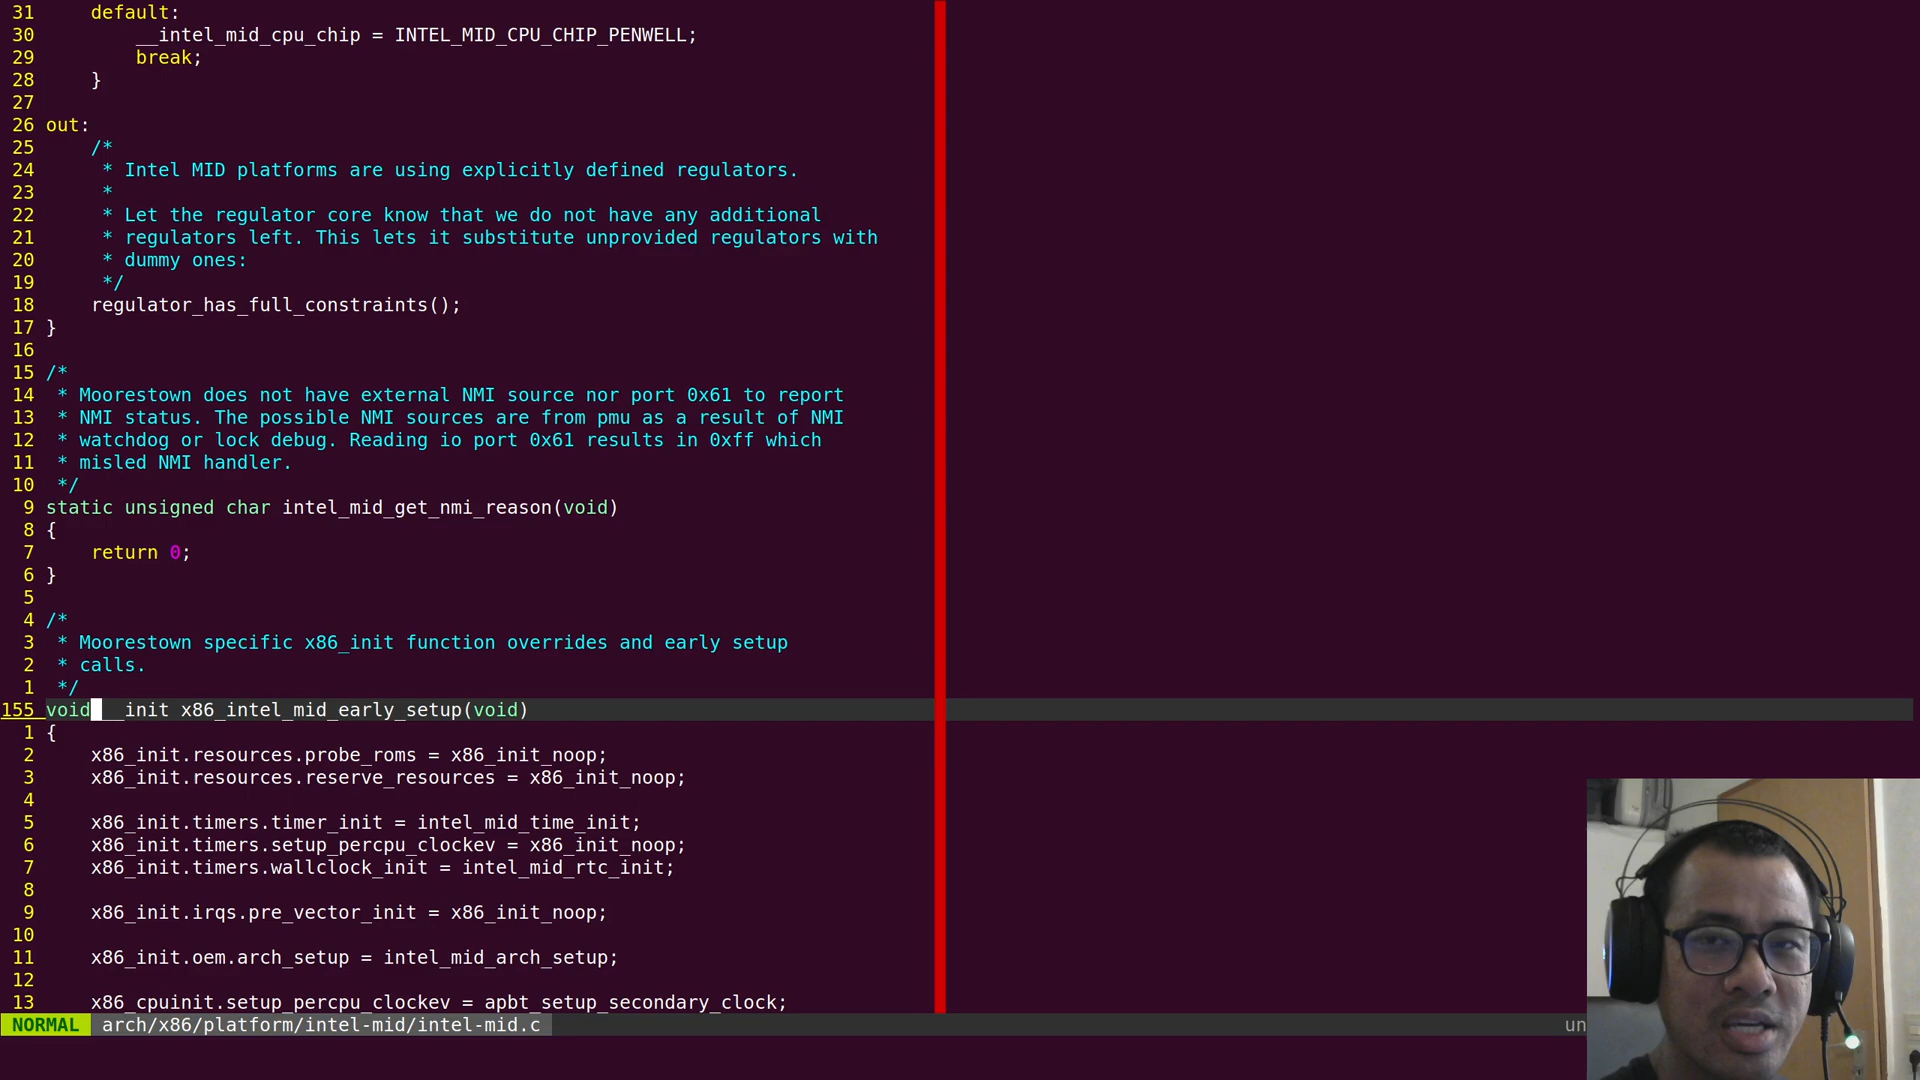 31     default:
30         __intel_mid_cpu_chip = INTEL_MID_CPU_CHIP_PENWELL;
29         break;
28     }
27
26 out:
25     /*
24      * Intel MID platforms are using explicitly defined regulators.
23      *
22      * Let the regulator core know that we do not have any additional
21      * regulators left. This lets it substitute unprovided regulators with
20      * dummy ones:
19      */
18     regulator_has_full_constraints();
17 }
16
15 /*
14  * Moorestown does not have external NMI source nor port 0x61 to report
13  * NMI status. The possible NMI sources are from pmu as a result of NMI
12  * watchdog or lock debug. Reading io port 0x61 results in 0xff which
11  * misled NMI handler.
10  */
9 static unsigned char intel_mid_get_nmi_reason(void)
8 {
7     return 0;
6 }
5
4 /*
3  * Moorestown specific x86_init function overrides and early setup
2  * calls.
1  */
155 void __init x86_intel_mid_early_setup(void)
1 {
2     x86_init.resources.probe_roms = x86_init_noop;
3     x86_init.resources.reserve_resources = x86_init_noop;
4
5     x86_init.timers.timer_init = intel_mid_time_init;
6     x86_init.timers.setup_percpu_clockev = x86_init_noop;
7     x86_init.timers.wallclock_init = intel_mid_rtc_init;
8
9     x86_init.irqs.pre_vector_init = x86_init_noop;
10
11     x86_init.oem.arch_setup = intel_mid_arch_setup;
12
13     x86_cpuinit.setup_percpu_clockev = apbt_setup_secondary_clock;
NORMAL arch/x86/platform/intel-mid/intel-mid.c un